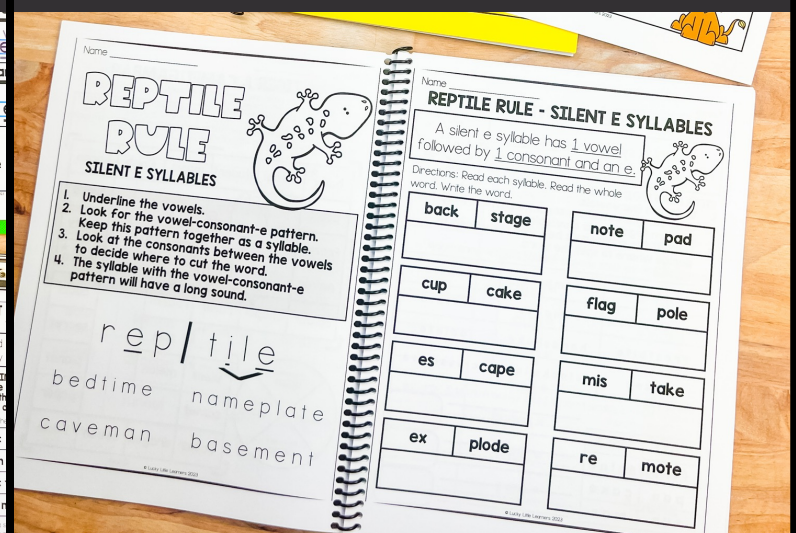 Name
REPTILE
RULE
SILENT E SYLLABLES
1. Underline the vowels.
2. Look for the vowel-consonant-e pattern.
Keep this pattern together as a syllable.
3. Look at the consonants between the vowels
to decide where to cut the word.
4. The syllable with the vowel-consonant-e
pattern will have a long sound.
rep|tile
bedtime nameplate
caveman basement
© Lucky Little Learners 2023
Name
REPTILE RULE - SILENT E SYLLABLES
A silent e syllable has 1 vowel
followed by 1 consonant and an e.
Directions: Read each syllable. Read the whole
word. Write the word.
back stage
note pad
cup cake
flag pole
es cape
mis take
ex plode
re mote
© Lucky Little Learners 2023